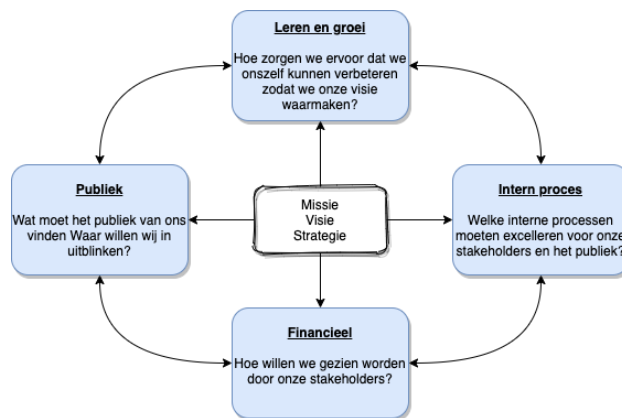 Leren en groei
Hoe zorgen we ervoor dat we
onszelf kunnen verbeteren
zodat we onze visie
waarmaken?
Publiek
Wat moet het publiek van ons
vinden Waar willen wij in
uitblinken?
Missie
Visie
Strategie
Intern proces
Welke interne processen
moeten excelleren voor onze
stakeholders en het publiek?
Financieel
Hoe willen we gezien worden
door onze stakeholders?